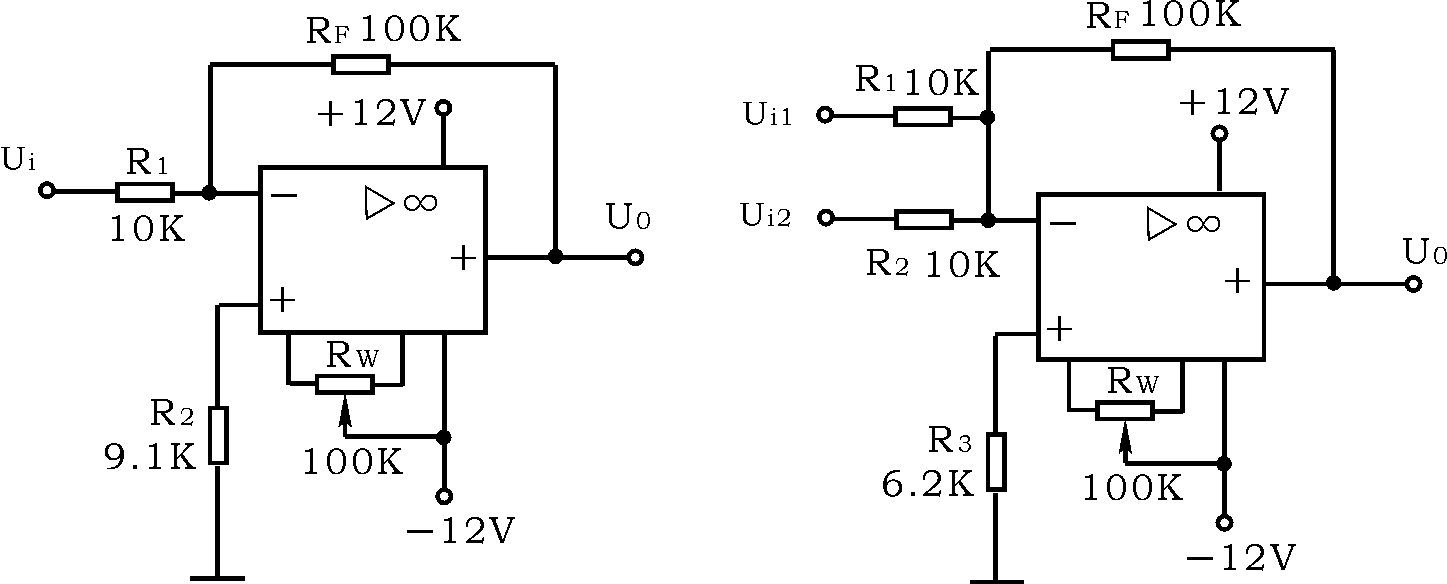 RF 100K
+12V
Ui
R1
10K
− ▷ ∞
+
+
U0
RW
R2
9.1K
100K
−12V
RF 100K
R1 10K
+12V
Ui1
Ui2
R2 10K
− ▷ ∞
+
+
U0
RW
R3
6.2K
100K
−12V